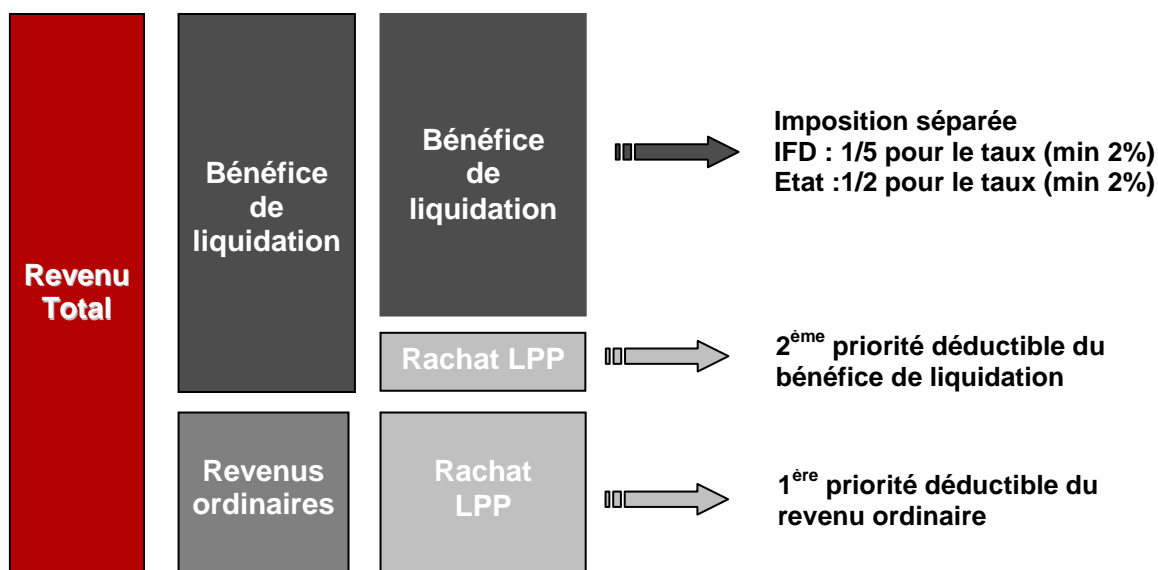 Revenu
Total
Bénéfice
de
liquidation
Bénéfice
de
liquidation
Imposition séparée
IFD : 1/5 pour le taux (min 2%)
Etat :1/2 pour le taux (min 2%)
Rachat LPP
2ème priorité déductible du
bénéfice de liquidation
Revenus
ordinaires
Rachat
LPP
1ère priorité déductible du
revenu ordinaire